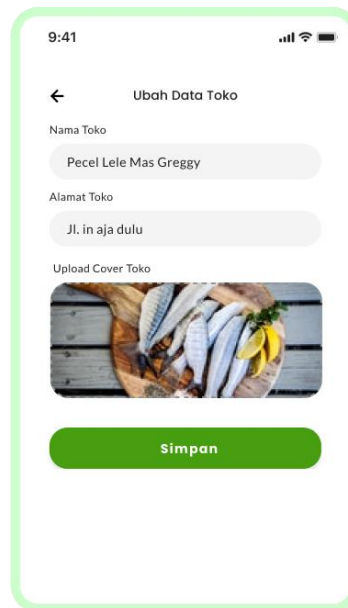 9:41
Ubah Data Toko
Nama Toko
Pecel Lele Mas Greggy
Alamat Toko
Jl. in aja dulu
Upload Cover Toko
Simpan